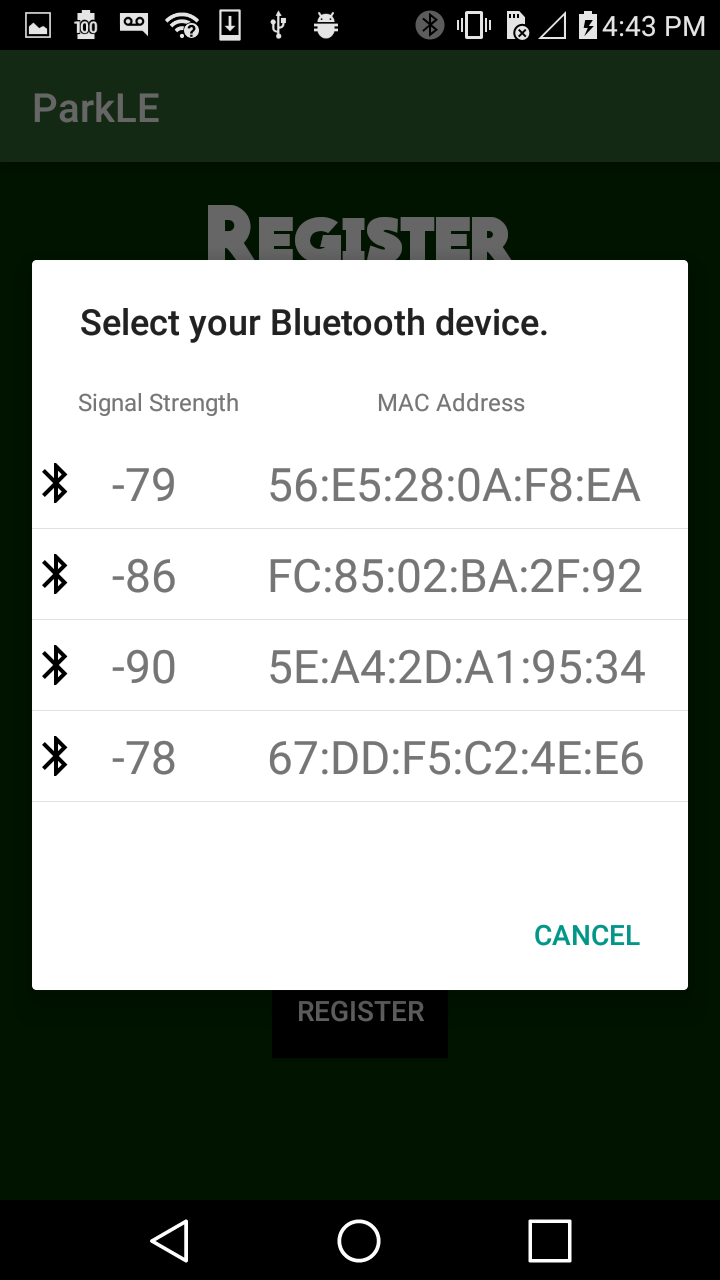 100 4:43 PM
ParkLE
REGISTER
Select your Bluetooth device.
Signal Strength MAC Address
-79 56:E5:28:0A:F8:EA
-86 FC:85:02:BA:2F:92
-90 5E:A4:2D:A1:95:34
-78 67:DD:F5:C2:4E:E6
CANCEL
REGISTER